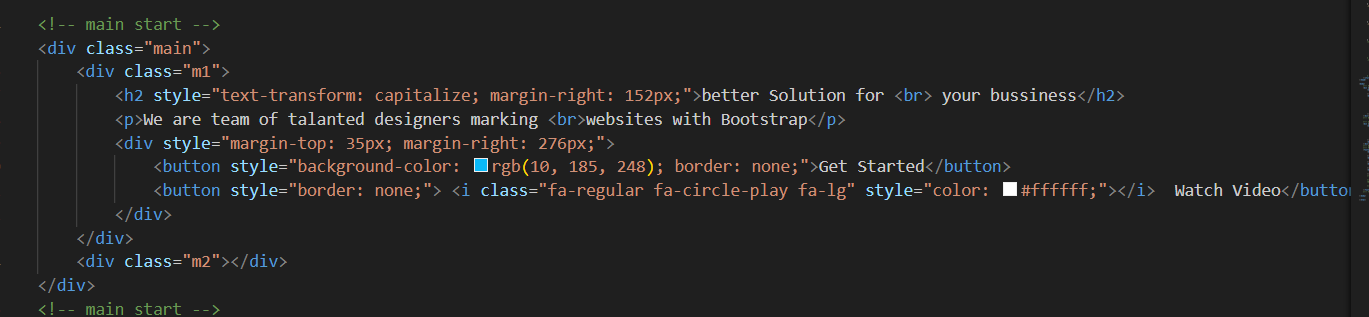 <!-- main start -->
<div class="main">
<div class="m1">
<h2 style="text-transform: capitalize; margin-right: 152px;">better Solution for <br> your bussiness</h2>
<p>We are team of talanted designers marking <br>websites with Bootstrap</p>
<div style="margin-top: 35px; margin-right: 276px;">
<button style="background-color: rgb(10, 185, 248); border: none;">Get Started</button>
<button style="border: none;"> <i class="fa-regular fa-circle-play fa-lg" style="color: #ffffff;"></i>  Watch Video</butto
</div>
</div>
<div class="m2"></div>
</div>
<!-- main start -->